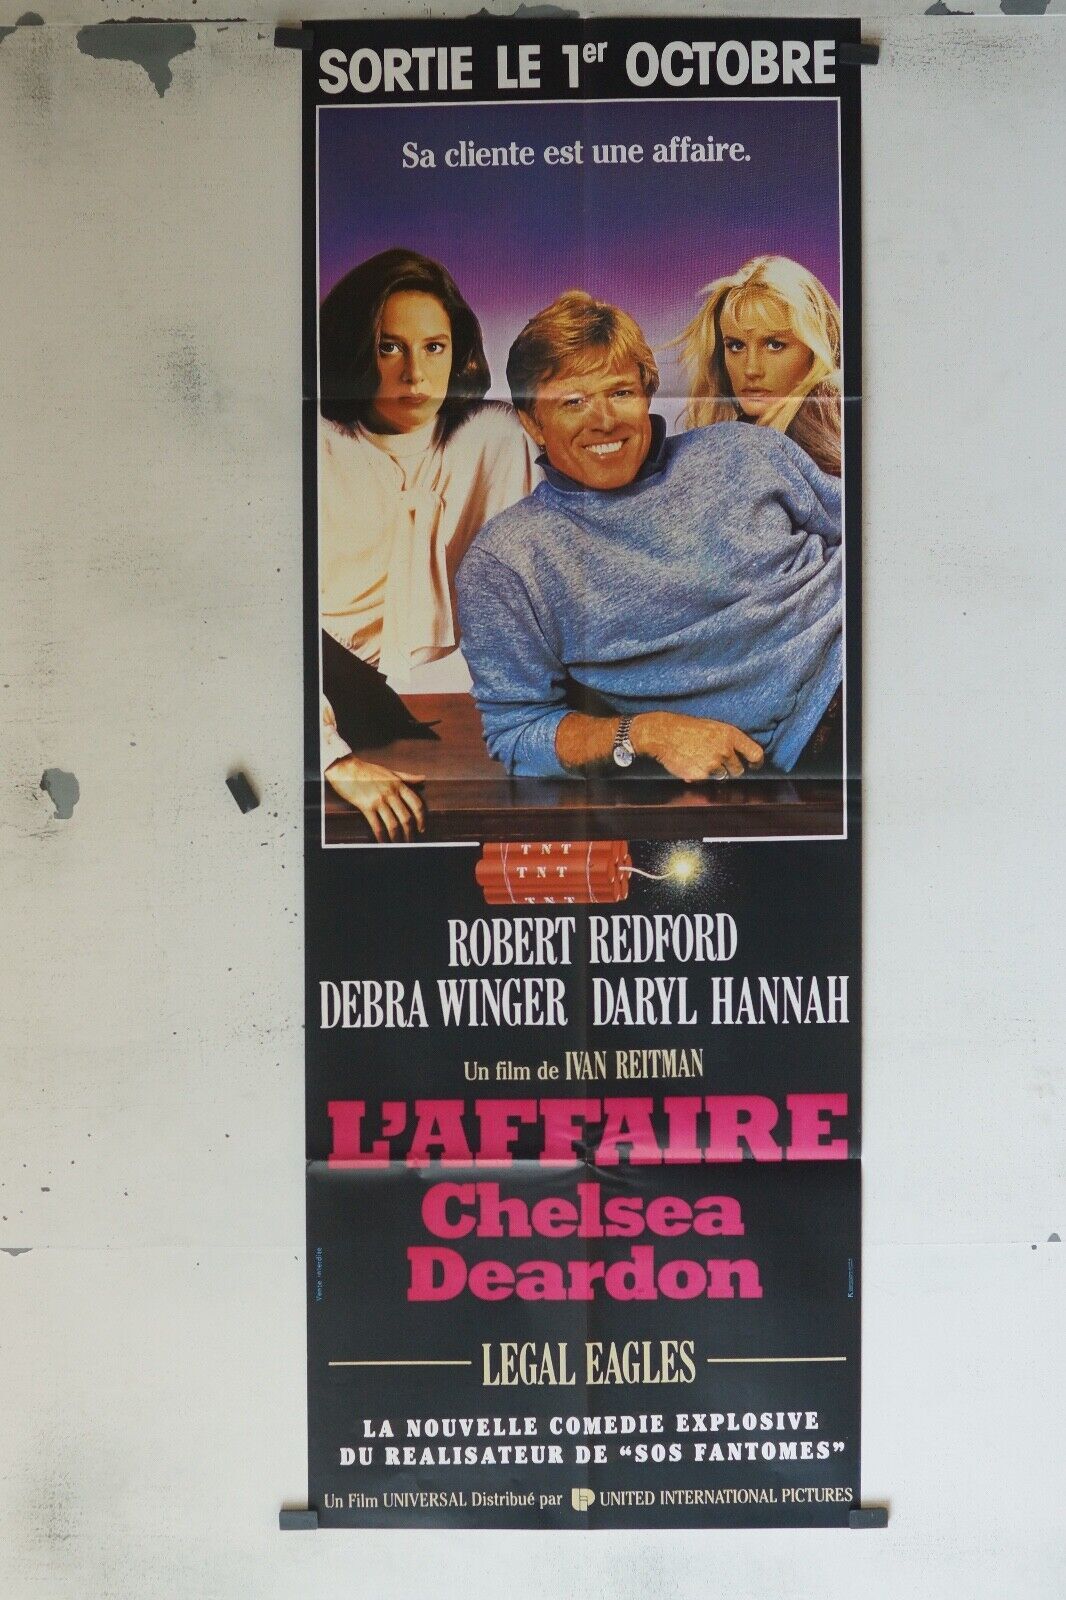 SORTIE LE 1er OCTOBRE
Sa cliente est une affaire.
TNT
TNT
TNT
ROBERT REDFORD
DEBRA WINGER DARYL HANNAH
Un film de IVAN REITMAN
L'AFFAIRE
Chelsea
Deardon
Vente interdite
LEGAL EAGLES
LA NOUVELLE COMEDIE EXPLOSIVE
DU REALISATEUR DE “SOS FANTOMES”
Un Film UNIVERSAL Distribué par UNITED INTERNATIONAL PICTURES